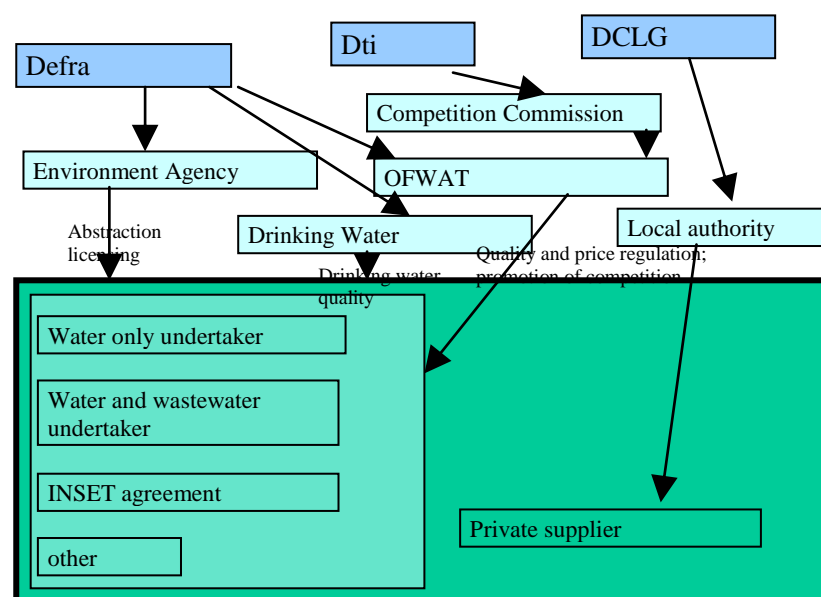 Defra
Dti
DCLG
Competition Commission
Environment Agency
OFWAT
Drinking Water
Local authority
Abstraction
licensing
Drinking water
quality
Quality and price regulation;
promotion of competition
Water only undertaker
Water and wastewater
undertaker
INSET agreement
other
Private supplier